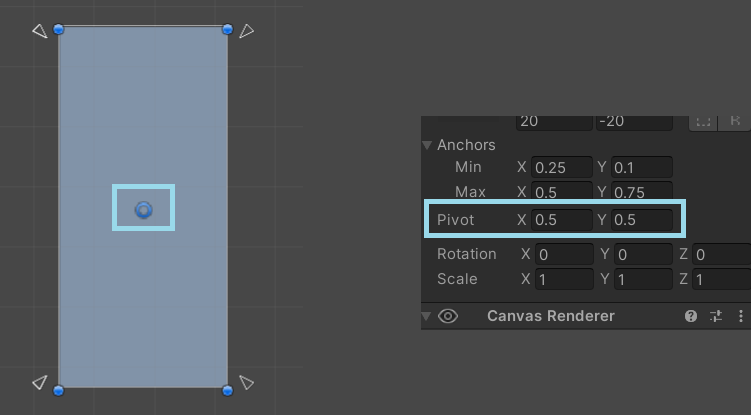 20 -20 R
Anchors
Min X 0.25 Y 0.1
Max X 0.5 Y 0.75
Pivot X 0.5 Y 0.5
Rotation X 0 Y 0 Z 0
Scale X 1 Y 1 Z 1
Canvas Renderer